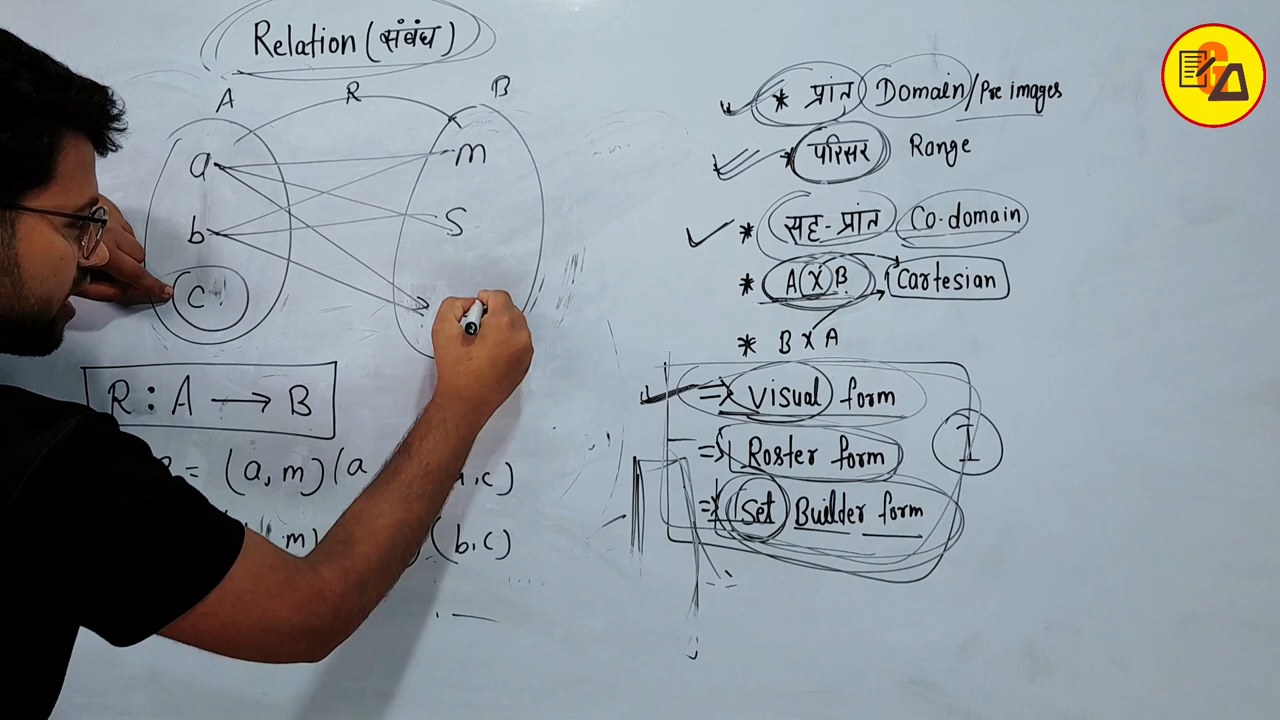 Relation (संबंध)
A R B
a m
b s
c
R : A → B
= (a, m) (a , c)
m) (b, c)
* प्रांत Domain / Pre images
* परिसर Range
* सह-प्रांत Co-domain
* A X B Cartesian
* B X A
=> Visual form
=> Roster form
I
=> Set Builder form